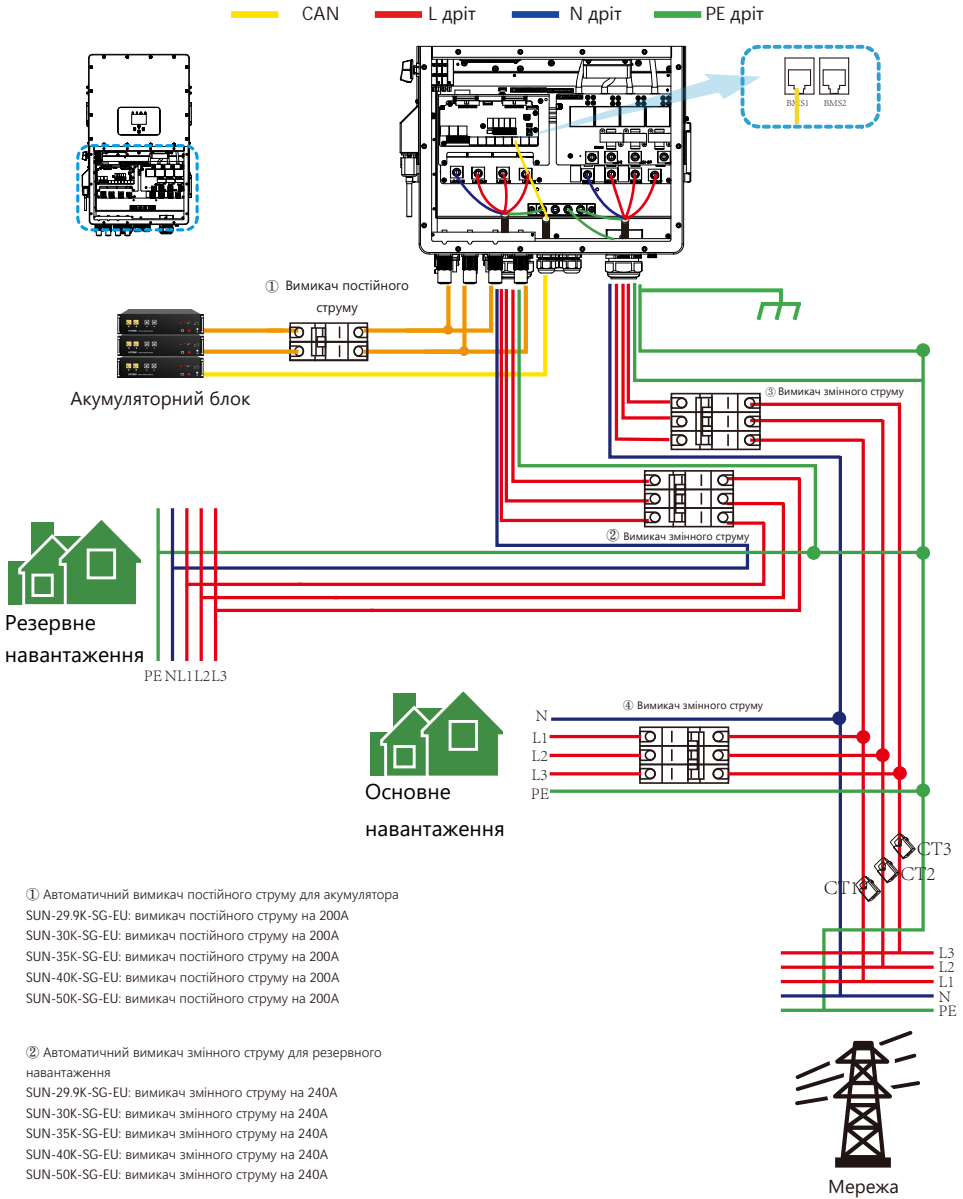 CAN L дріт N дріт PE дріт
BMS1 BMS2
① Вимикач постійного
струму
Акумуляторний блок
③ Вимикач змінного струму
② Вимикач змінного струму
Резервне
навантаження
PE N L1 L2 L3
④ Вимикач змінного струму
N
L1
L2
L3
PE
Основне
навантаження
CT3
CT2
CT1
L3
L2
L1
N
PE
① Автоматичний вимикач постійного струму для акумулятора
SUN-29.9K-SG-EU: вимикач постійного струму на 200A
SUN-30K-SG-EU: вимикач постійного струму на 200A
SUN-35K-SG-EU: вимикач постійного струму на 200A
SUN-40K-SG-EU: вимикач постійного струму на 200A
SUN-50K-SG-EU: вимикач постійного струму на 200A
② Автоматичний вимикач змінного струму для резервного
навантаження
SUN-29.9K-SG-EU: вимикач змінного струму на 240A
SUN-30K-SG-EU: вимикач змінного струму на 240A
SUN-35K-SG-EU: вимикач змінного струму на 240A
SUN-40K-SG-EU: вимикач змінного струму на 240A
SUN-50K-SG-EU: вимикач змінного струму на 240A
Мережа